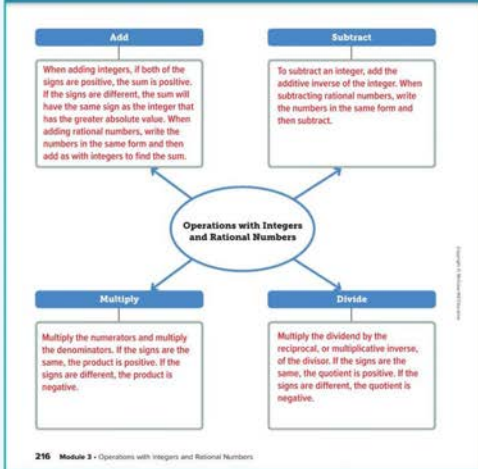 Add
When adding integers, if both of the
signs are positive, the sum is positive.
If the signs are different, the sum will
have the same sign as the integer that
has the greater absolute value. When
adding rational numbers, write the
numbers in the same form and then
add as with integers to find the sum.
Subtract
To subtract an integer, add the
additive inverse of the integer. When
subtracting rational numbers, write
the numbers in the same form and
then subtract.
Operations with Integers
and Rational Numbers
Multiply
Multiply the numerators and multiply
the denominators. If the signs are the
same, the product is positive. If the
signs are different, the product is
negative.
Divide
Multiply the dividend by the
reciprocal, or multiplicative inverse,
of the divisor. If the signs are the
same, the quotient is positive. If the
signs are different, the quotient is
negative.
Copyright © McGraw-Hill Education
216 Module 3 • Operations with Integers and Rational Numbers